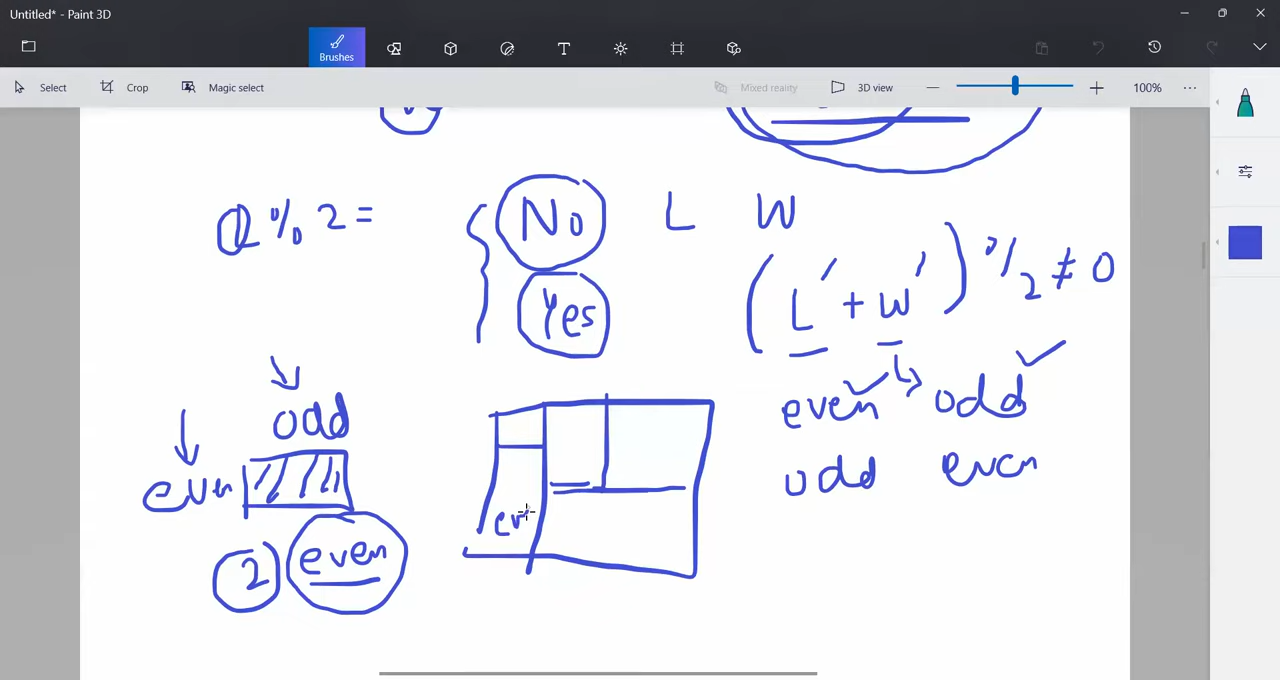 Untitled* - Paint 3D
Brushes
Select
Crop
Magic select
Mixed reality
3D view
100%
Q % 2 =
No
L W
Yes
(L' + W') % 2 ≠ 0
even odd
odd even
odd
even
2 even
ev